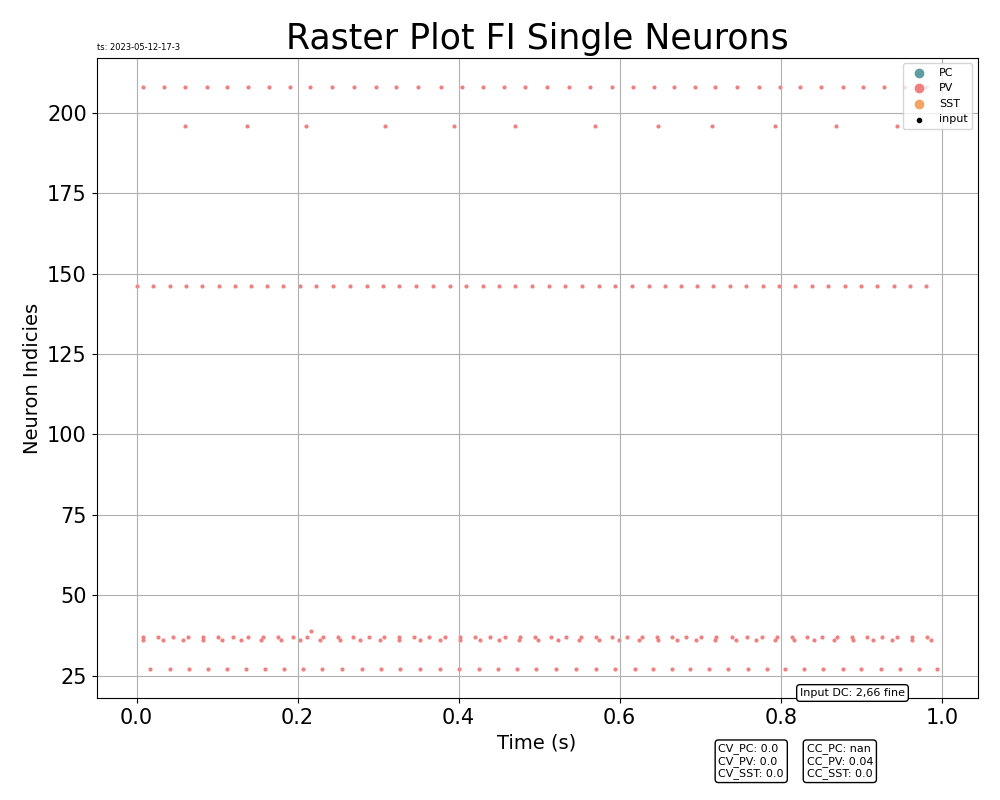 Raster Plot FI Single Neurons
ts: 2023-05-12-17-3
PC
PV
SST
input
200
175
150
125
100
75
50
25
Neuron Indicies
Input DC: 2,66 fine
0.0 0.2 0.4 0.6 0.8 1.0
Time (s)
CV_PC: 0.0
CV_PV: 0.0
CV_SST: 0.0
CC_PC: nan
CC_PV: 0.04
CC_SST: 0.0